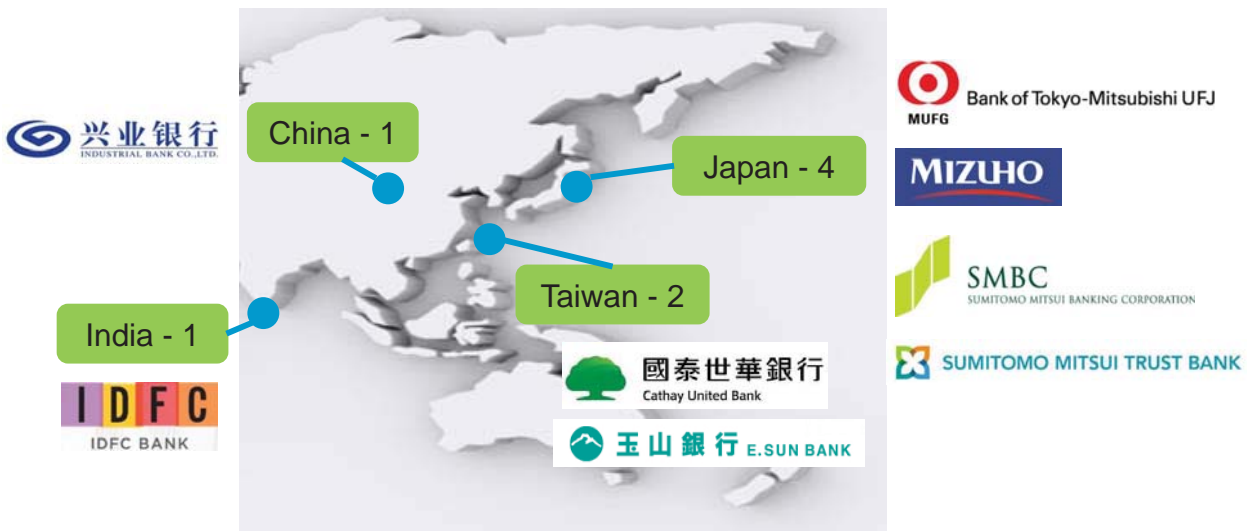 兴业银行
INDUSTRIAL BANK CO.,LTD.
China - 1
India - 1
IDFC
IDFC BANK
Japan - 4
Taiwan - 2
國泰世華銀行
Cathay United Bank
玉山銀行 E.SUN BANK
MUFG
Bank of Tokyo-Mitsubishi UFJ
MIZUHO
SMBC
SUMITOMO MITSUI BANKING CORPORATION
SUMITOMO MITSUI TRUST BANK